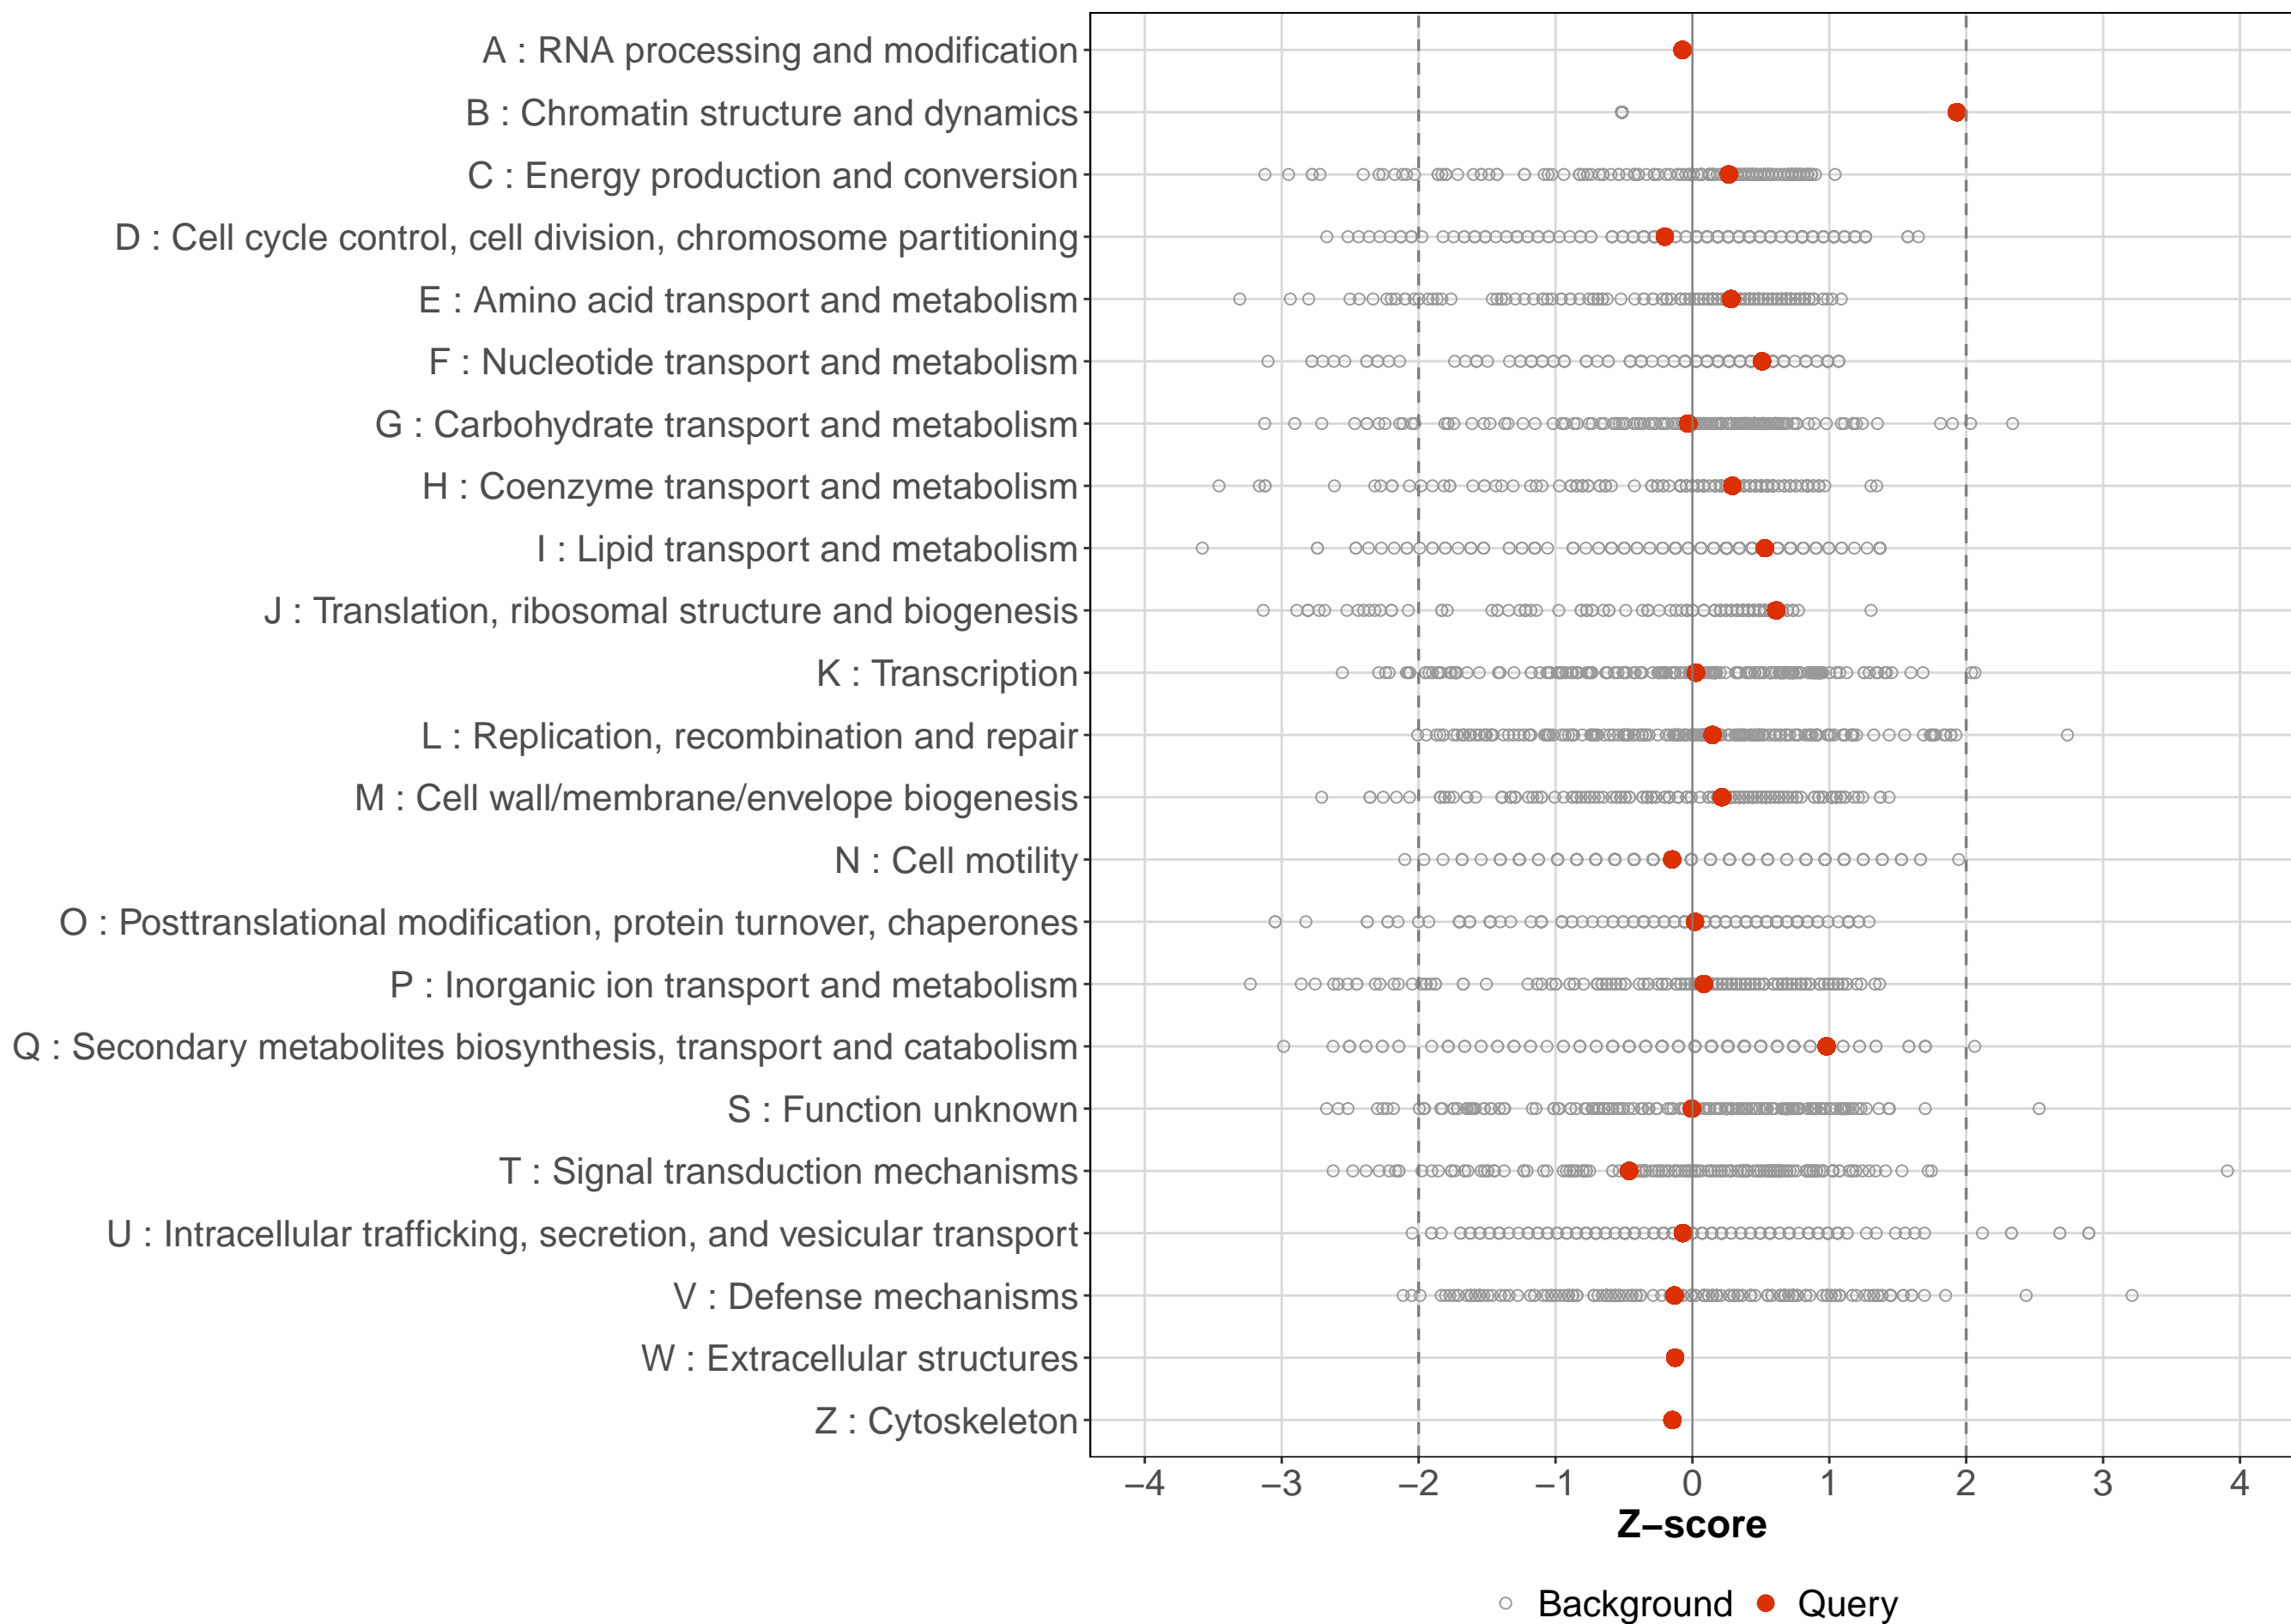 A : RNA processing and modification
B : Chromatin structure and dynamics
C : Energy production and conversion
D : Cell cycle control, cell division, chromosome partitioning
E : Amino acid transport and metabolism
F : Nucleotide transport and metabolism
G : Carbohydrate transport and metabolism
H : Coenzyme transport and metabolism
I : Lipid transport and metabolism
J : Translation, ribosomal structure and biogenesis
K : Transcription
L : Replication, recombination and repair
M : Cell wall/membrane/envelope biogenesis
N : Cell motility
O : Posttranslational modification, protein turnover, chaperones
P : Inorganic ion transport and metabolism
Q : Secondary metabolites biosynthesis, transport and catabolism
S : Function unknown
T : Signal transduction mechanisms
U : Intracellular trafficking, secretion, and vesicular transport
V : Defense mechanisms
W : Extracellular structures
Z : Cytoskeleton
−4 −3 −2 −1 0 1 2 3 4
Z−score
Background Query